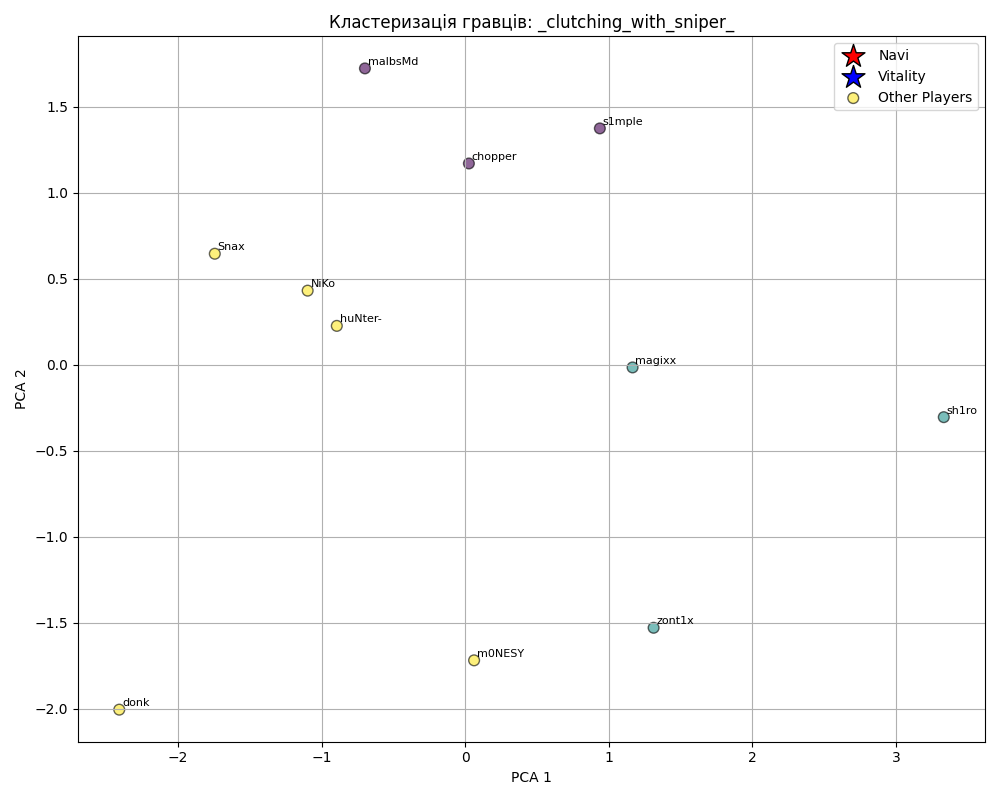 Кластеризація гравців: _clutching_with_sniper_
Navi
Vitality
Other Players
malbsMd
s1mple
chopper
Snax
NiKo
huNter-
magixx
sh1ro
zont1x
m0NESY
donk
PCA 2
1.5
1.0
0.5
0.0
−0.5
−1.0
−1.5
−2.0
−2
−1
0
1
2
3
PCA 1